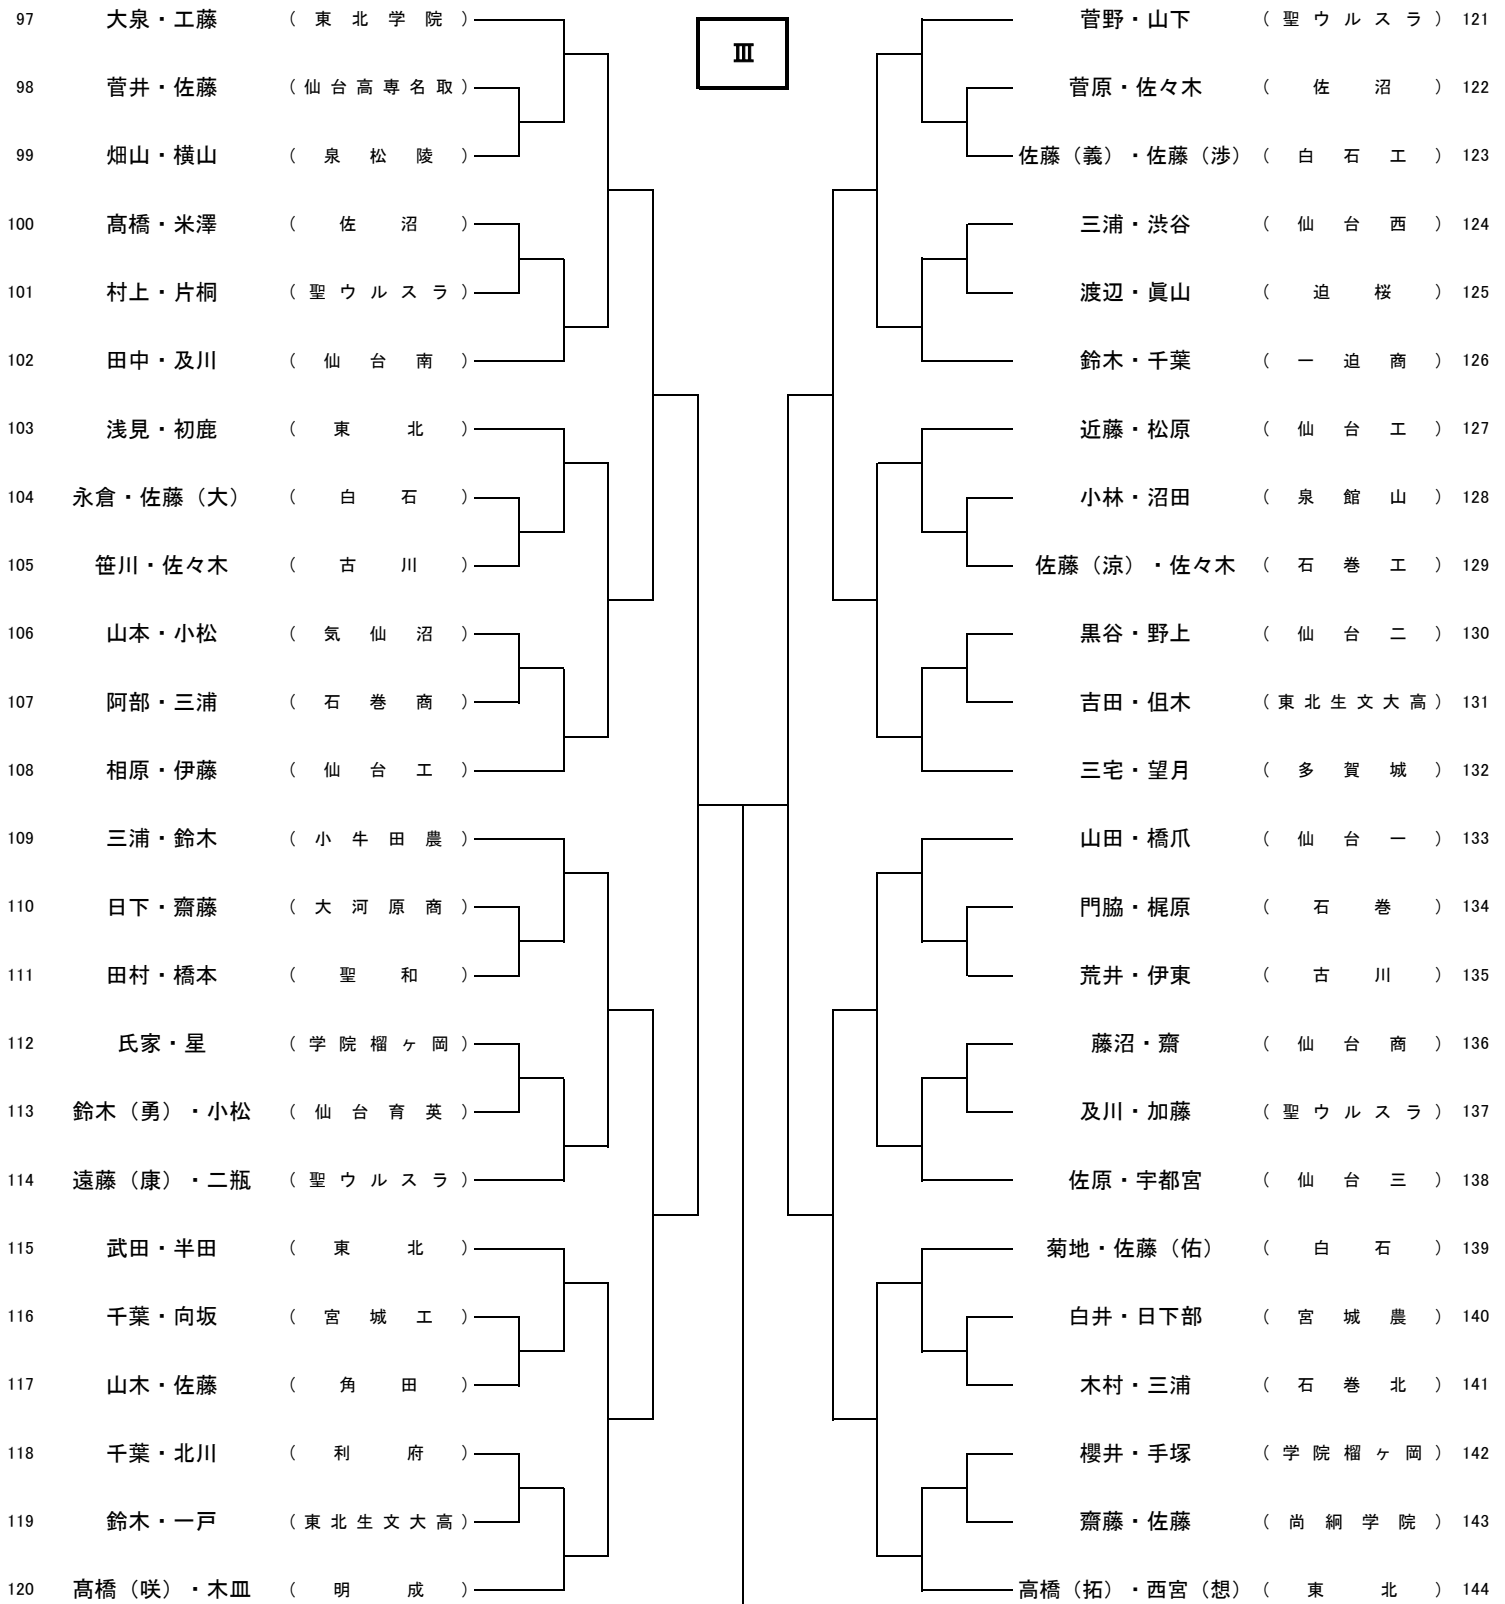 Ⅲ
97 大泉・工藤 (東北学院)
98 菅井・佐藤 (仙台高専名取)
99 畑山・横山 (泉松陵)
100 髙橋・米澤 (佐沼)
101 村上・片桐 (聖ウルスラ)
102 田中・及川 (仙台南)
103 浅見・初鹿 (東北)
104 永倉・佐藤(大) (白石)
105 笹川・佐々木 (古川)
106 山本・小松 (気仙沼)
107 阿部・三浦 (石巻商)
108 相原・伊藤 (仙台工)
109 三浦・鈴木 (小牛田農)
110 日下・齋藤 (大河原商)
111 田村・橋本 (聖和)
112 氏家・星 (学院榴ヶ岡)
113 鈴木(勇)・小松 (仙台育英)
114 遠藤(康)・二瓶 (聖ウルスラ)
115 武田・半田 (東北)
116 千葉・向坂 (宮城工)
117 山木・佐藤 (角田)
118 千葉・北川 (利府)
119 鈴木・一戸 (東北生文大高)
120 髙橋(咲)・木皿 (明成)
菅野・山下 (聖ウルスラ) 121
菅原・佐々木 (佐沼) 122
佐藤(義)・佐藤(渉) (白石工) 123
三浦・渋谷 (仙台西) 124
渡辺・眞山 (迫桜) 125
鈴木・千葉 (一迫商) 126
近藤・松原 (仙台工) 127
小林・沼田 (泉館山) 128
佐藤(涼)・佐々木 (石巻工) 129
黒谷・野上 (仙台二) 130
吉田・但木 (東北生文大高) 131
三宅・望月 (多賀城) 132
山田・橋爪 (仙台一) 133
門脇・梶原 (石巻) 134
荒井・伊東 (古川) 135
藤沼・齋 (仙台商) 136
及川・加藤 (聖ウルスラ) 137
佐原・宇都宮 (仙台三) 138
菊地・佐藤(佑) (白石) 139
白井・日下部 (宮城農) 140
木村・三浦 (石巻北) 141
櫻井・手塚 (学院榴ヶ岡) 142
齋藤・佐藤 (尚絅学院) 143
高橋(拓)・西宮(想) (東北) 144